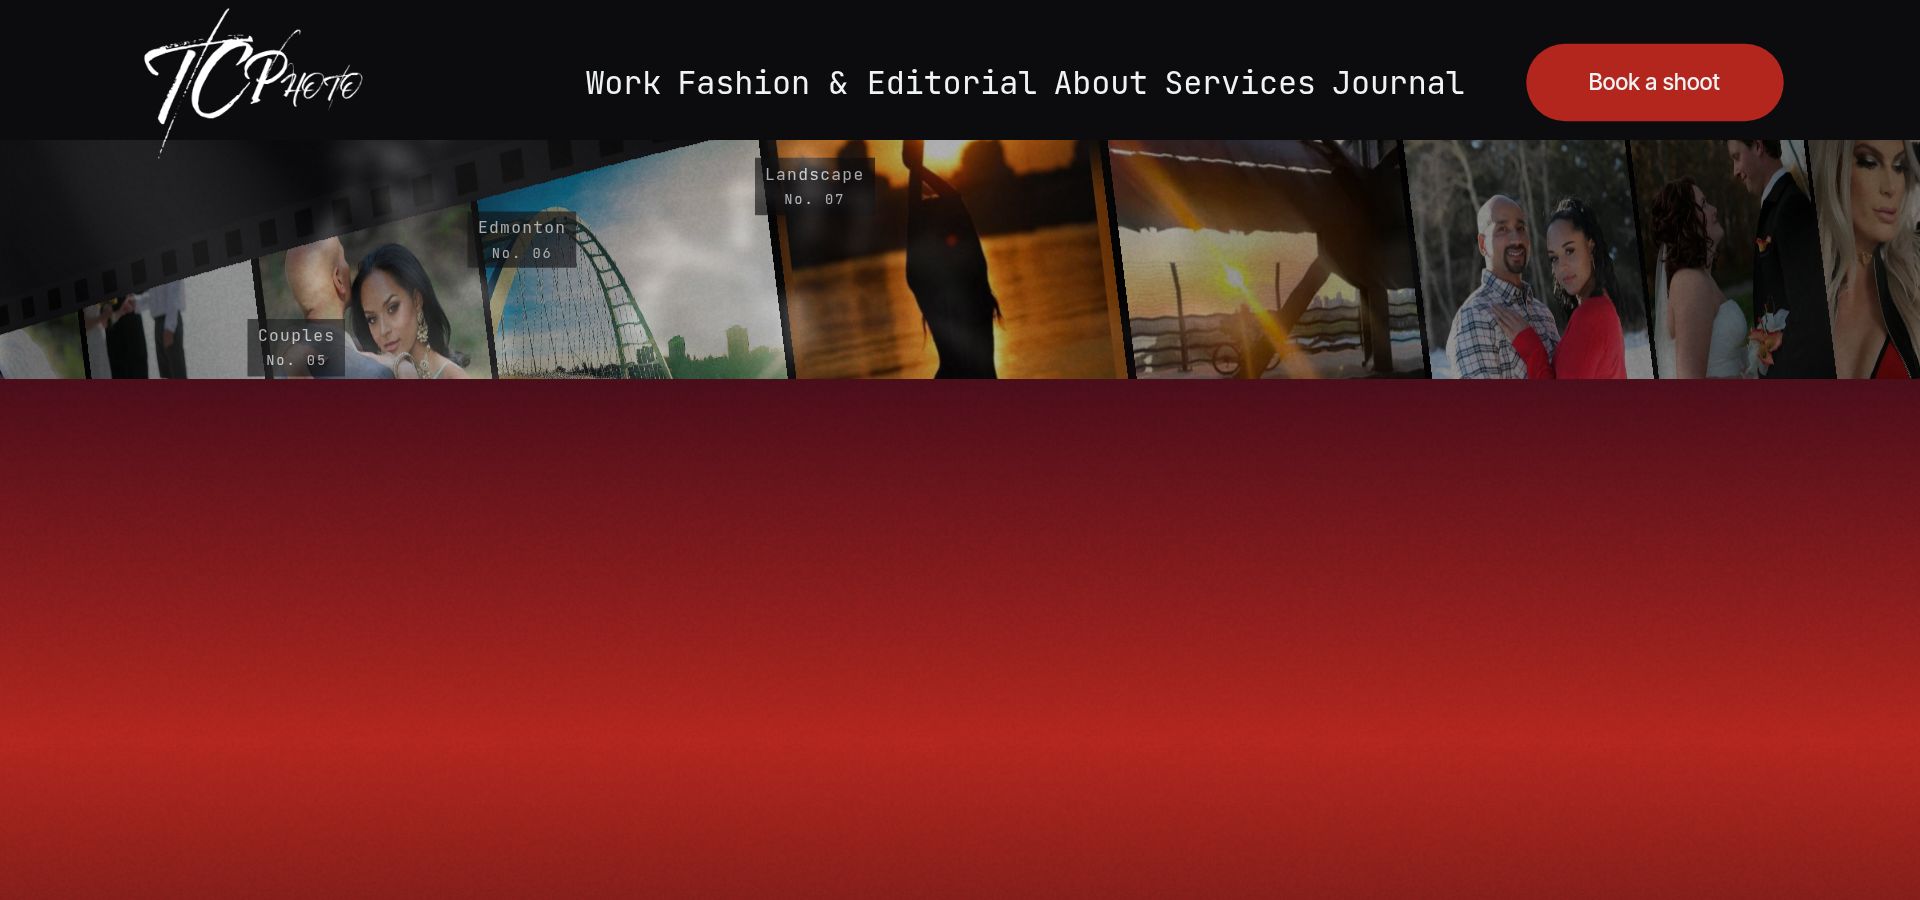 TCPHOTO
Work Fashion & Editorial About Services Journal
Book a shoot
Landscape
No. 07
Edmonton
No. 06
Couples
No. 05